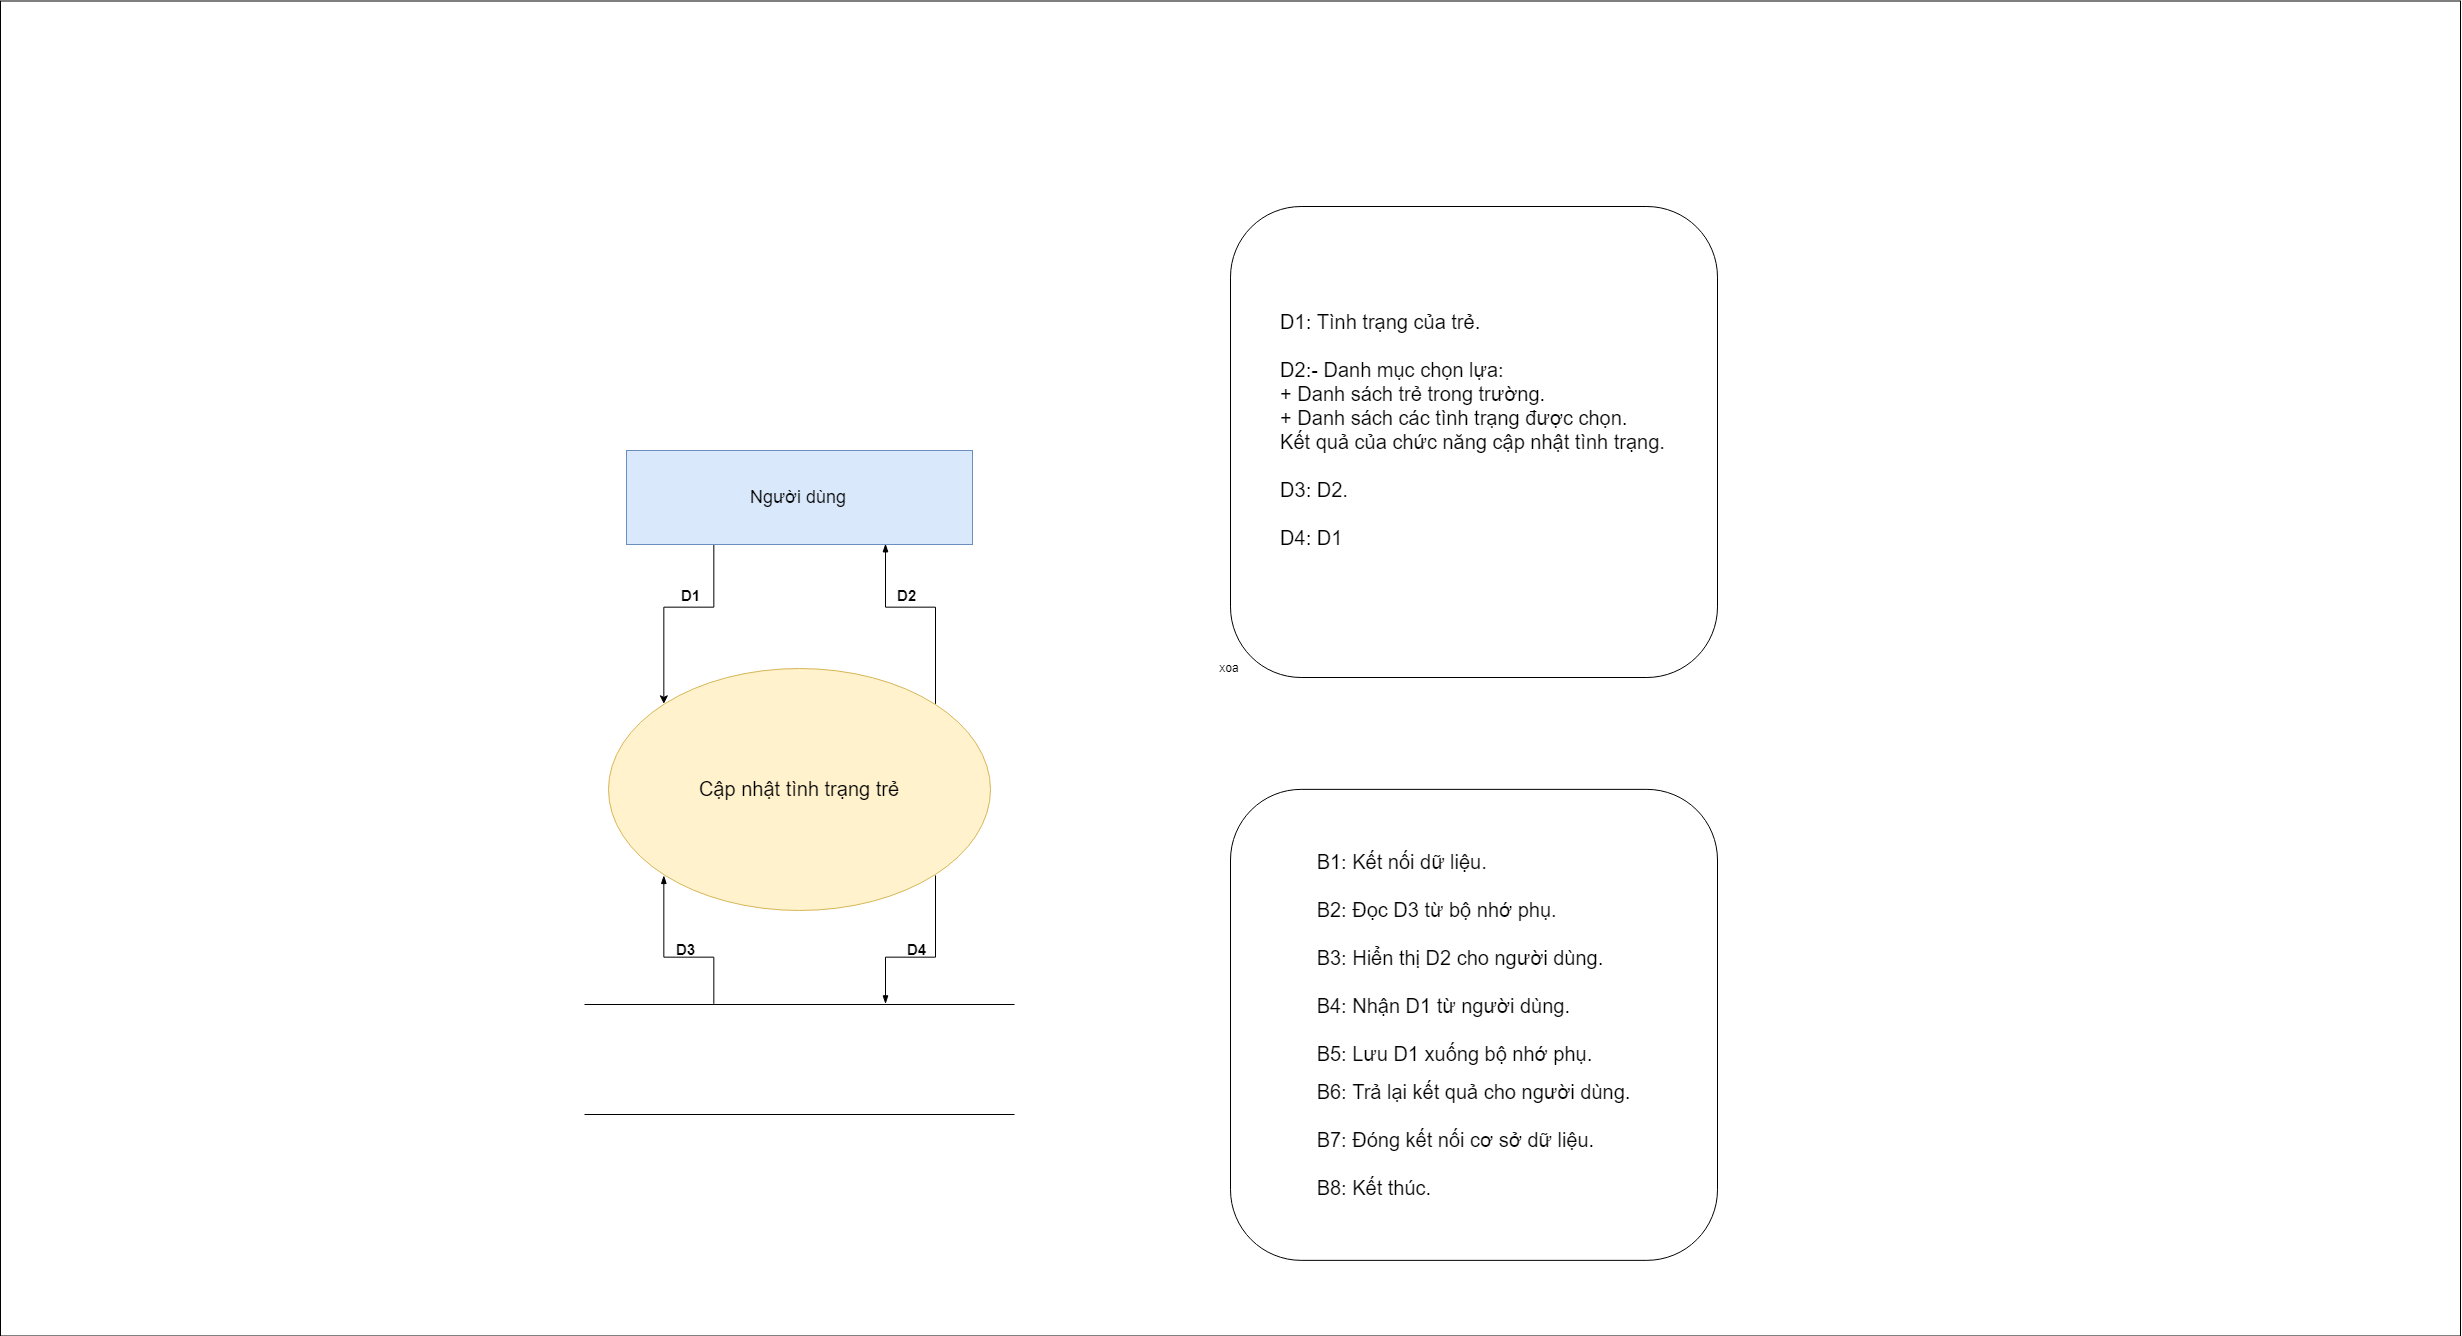 Người dùng
D1
D2
Cập nhật tình trạng trẻ
D3
D4
D1: Tình trạng của trẻ.
D2:- Danh mục chọn lựa:
+ Danh sách trẻ trong trường.
+ Danh sách các tình trạng được chọn.
Kết quả của chức năng cập nhật tình trạng.
D3: D2.
D4: D1
xoa
B1: Kết nối dữ liệu.
B2: Đọc D3 từ bộ nhớ phụ.
B3: Hiển thị D2 cho người dùng.
B4: Nhận D1 từ người dùng.
B5: Lưu D1 xuống bộ nhớ phụ.
B6: Trả lại kết quả cho người dùng.
B7: Đóng kết nối cơ sở dữ liệu.
B8: Kết thúc.